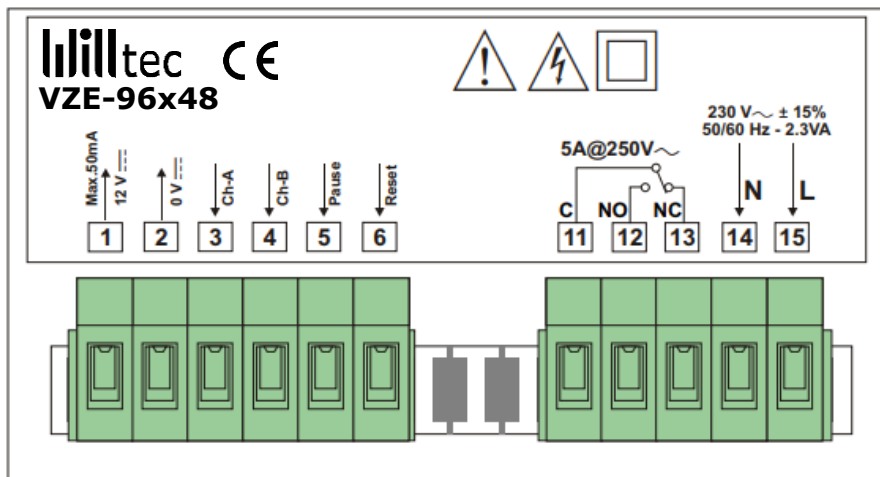 Willtec CE
VZE-96x48
Max.50mA
12 V
0 V
Ch-A
Ch-B
Pause
Reset
5A@250V~
230 V~ ± 15%
50/60 Hz - 2.3VA
C NO NC N L
1 2 3 4 5 6 11 12 13 14 15